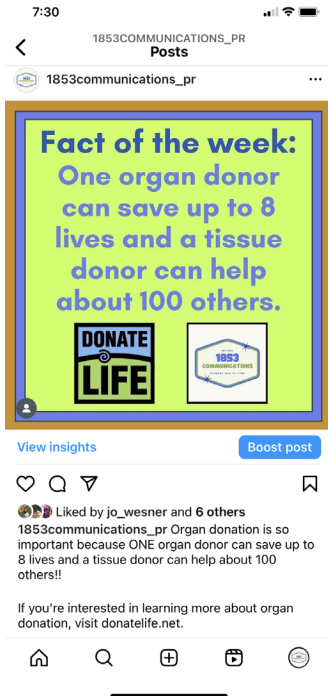 7:30
1853COMMUNICATIONS_PR
Posts
1853communications_pr
Fact of the week:
One organ donor
can save up to 8
lives and a tissue
donor can help
about 100 others.
DONATE
LIFE
1853
COMMUNICATIONS
View insights
Boost post
Liked by jo_wesner and 6 others
1853communications_pr Organ donation is so
important because ONE organ donor can save up to
8 lives and a tissue donor can help about 100
others!!
If you're interested in learning more about organ
donation, visit donatelife.net.